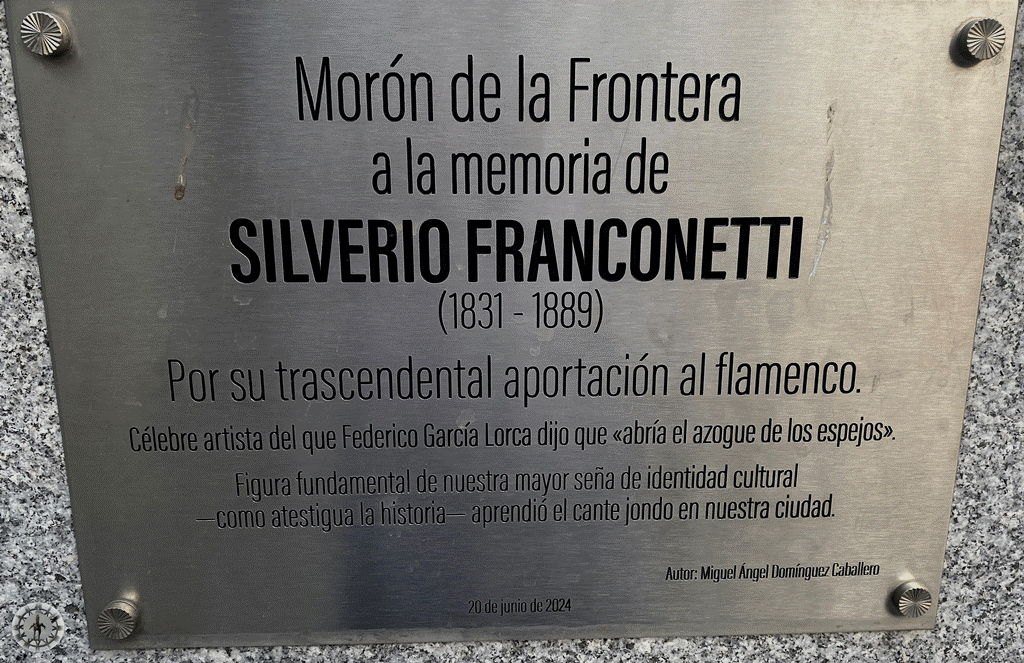 Morón de la Frontera
a la memoria de
SILVERIO FRANCONETTI
(1831 - 1889)
Por su trascendental aportación al flamenco.
Célebre artista del que Federico García Lorca dijo que «abría el azogue de los espejos».
Figura fundamental de nuestra mayor seña de identidad cultural
—como atestigua la historia— aprendió el cante jondo en nuestra ciudad.
Autor: Miguel Ángel Domínguez Caballero
20 de junio de 2024